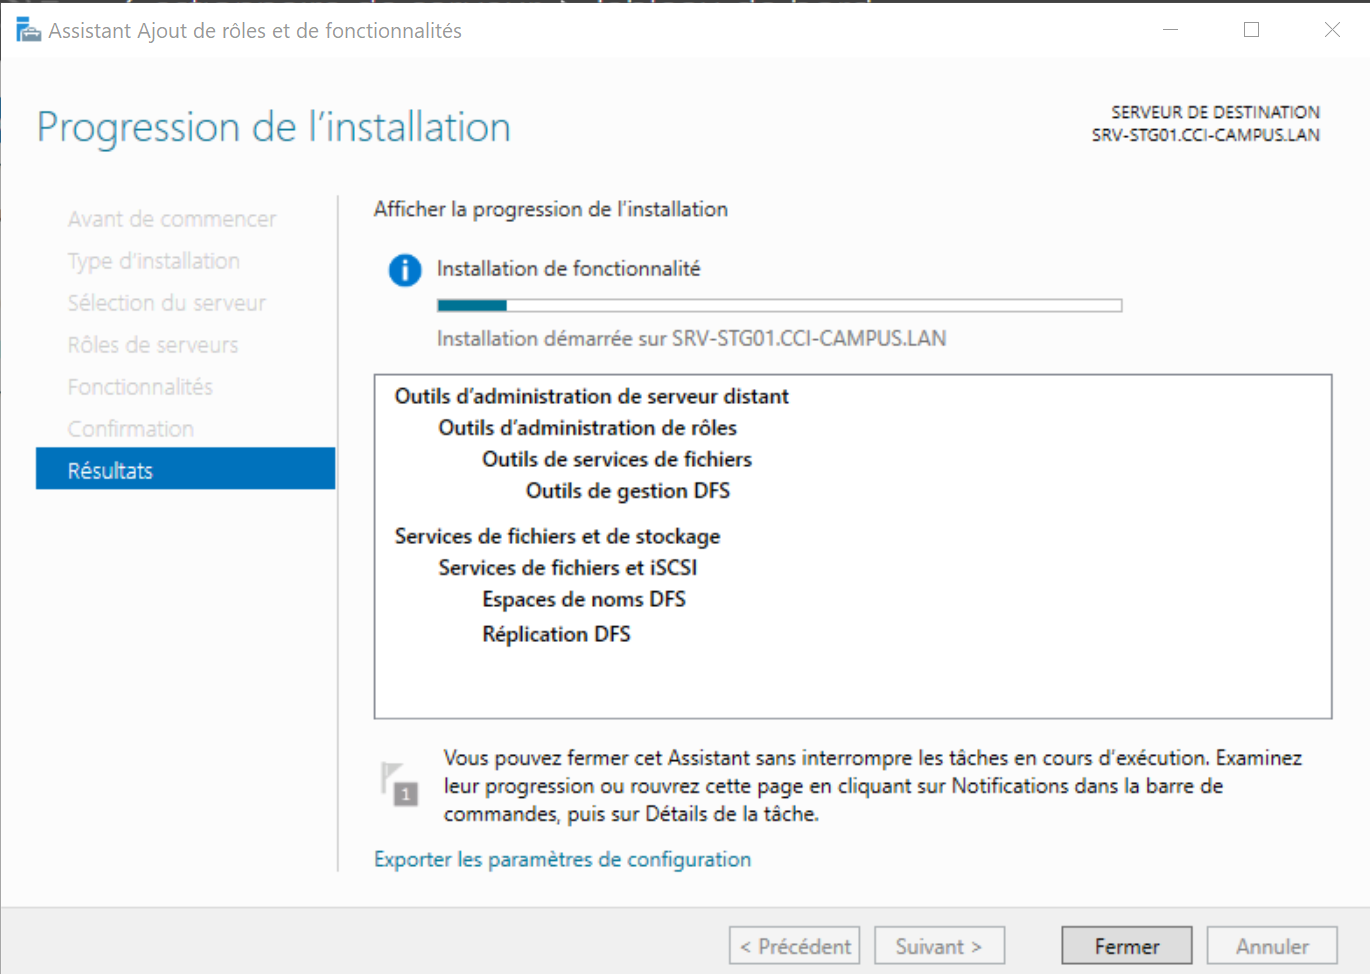 Assistant Ajout de rôles et de fonctionnalités
Progression de l'installation
SERVEUR DE DESTINATION
SRV-STG01.CCI-CAMPUS.LAN
Avant de commencer
Type d'installation
Sélection du serveur
Rôles de serveurs
Fonctionnalités
Confirmation
Résultats
Afficher la progression de l'installation
Installation de fonctionnalité
Installation démarrée sur SRV-STG01.CCI-CAMPUS.LAN
Outils d'administration de serveur distant
Outils d'administration de rôles
Outils de services de fichiers
Outils de gestion DFS
Services de fichiers et de stockage
Services de fichiers et iSCSI
Espaces de noms DFS
Réplication DFS
1
Vous pouvez fermer cet Assistant sans interrompre les tâches en cours d'exécution. Examinez
leur progression ou rouvrez cette page en cliquant sur Notifications dans la barre de
commandes, puis sur Détails de la tâche.
Exporter les paramètres de configuration
< Précédent
Suivant >
Fermer
Annuler